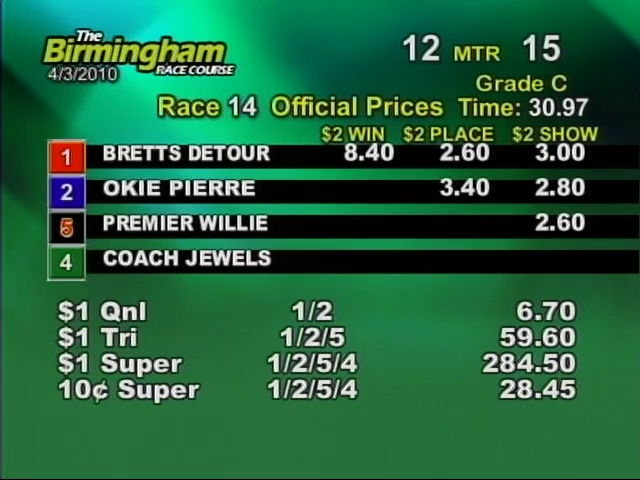 The
Birmingham
RACE COURSE
4/3/2010
12 MTR 15
Grade C
Race 14 Official Prices Time: 30.97
$2 WIN $2 PLACE $2 SHOW
1 BRETTS DETOUR 8.40 2.60 3.00
2 OKIE PIERRE 3.40 2.80
5 PREMIER WILLIE 2.60
4 COACH JEWELS
$1 Qnl 1/2 6.70
$1 Tri 1/2/5 59.60
$1 Super 1/2/5/4 284.50
10¢ Super 1/2/5/4 28.45